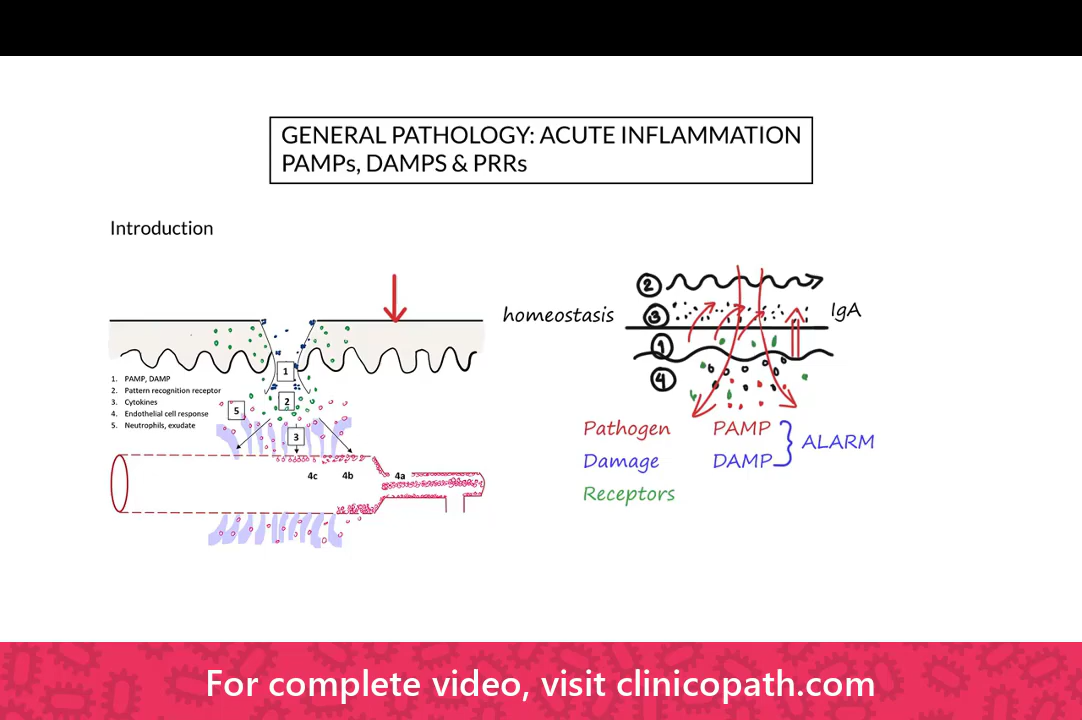 GENERAL PATHOLOGY: ACUTE INFLAMMATION
PAMPs, DAMPS & PRRs
Introduction
1
2
3
4a
4b
4c
5
1. PAMP, DAMP
2. Pattern recognition receptor
3. Cytokines
4. Endothelial cell response
5. Neutrophils, exudate
homeostasis
2
3
IgA
1
4
Pathogen PAMP
Damage DAMP
ALARM
Receptors
For complete video, visit clinicopath.com